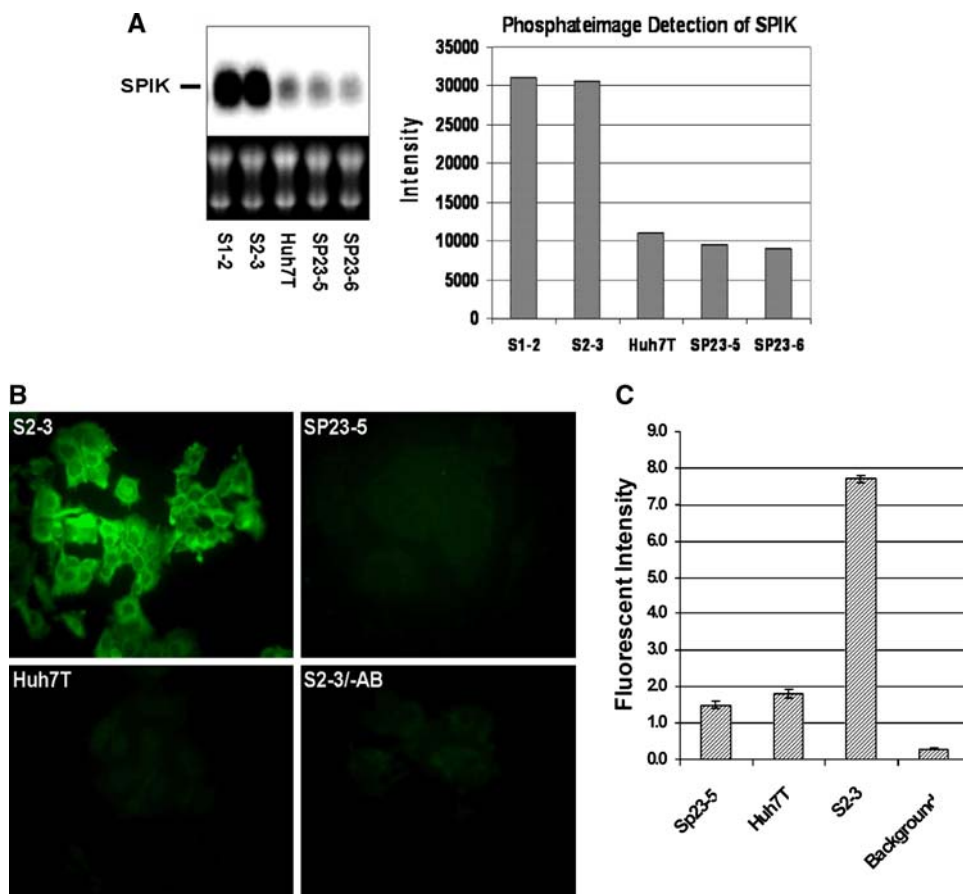 A
SPIK
S1-2
S2-3
Huh7T
SP23-5
SP23-6
Phosphateimage Detection of SPIK
Intensity
35000
30000
25000
20000
15000
10000
5000
0
S1-2
S2-3
Huh7T
SP23-5
SP23-6
B
S2-3
SP23-5
Huh7T
S2-3/-AB
C
Fluorescent Intensity
9.0
8.0
7.0
6.0
5.0
4.0
3.0
2.0
1.0
0.0
Sp23-5
Huh7T
S2-3
Background